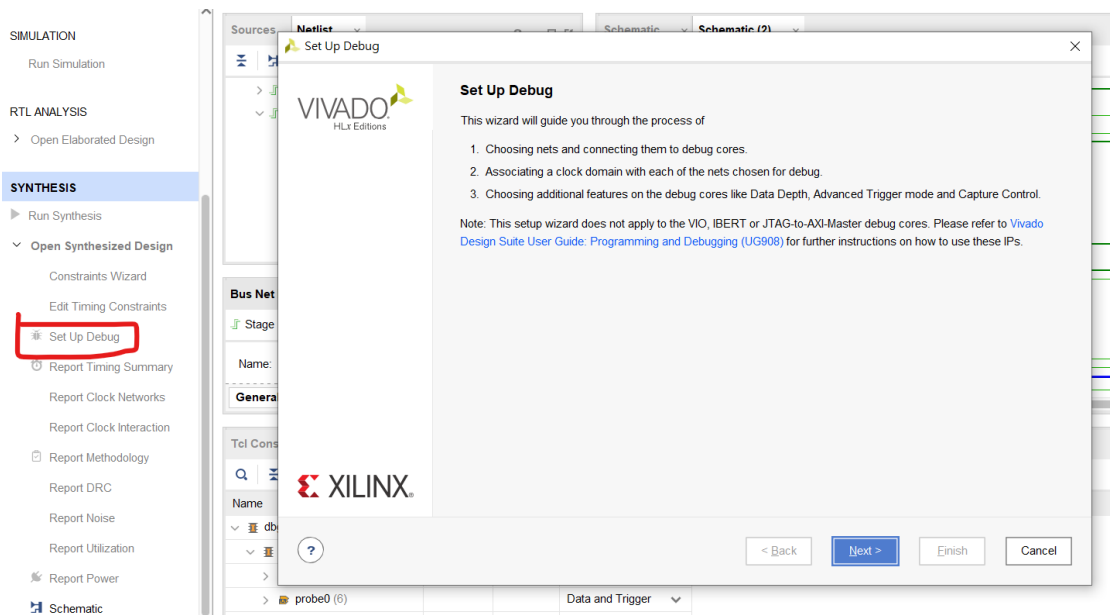 SIMULATION
Run Simulation
RTL ANALYSIS
Open Elaborated Design
SYNTHESIS
Run Synthesis
Open Synthesized Design
Constraints Wizard
Edit Timing Constraints
Set Up Debug
Report Timing Summary
Report Clock Networks
Report Clock Interaction
Report Methodology
Report DRC
Report Noise
Report Utilization
Report Power
Schematic
Sources
Netlist
Schematic
Schematic (2)
Bus Net
Stage
Name:
Genera
Tcl Cons
Name
db
probe0 (6)
Data and Trigger
Set Up Debug
VIVADO.
HLx Editions
XILINX.
Set Up Debug
This wizard will guide you through the process of
1. Choosing nets and connecting them to debug cores.
2. Associating a clock domain with each of the nets chosen for debug.
3. Choosing additional features on the debug cores like Data Depth, Advanced Trigger mode and Capture Control.
Note: This setup wizard does not apply to the VIO, IBERT or JTAG-to-AXI-Master debug cores. Please refer to Vivado
Design Suite User Guide: Programming and Debugging (UG908) for further instructions on how to use these IPs.
?
< Back
Next >
Finish
Cancel